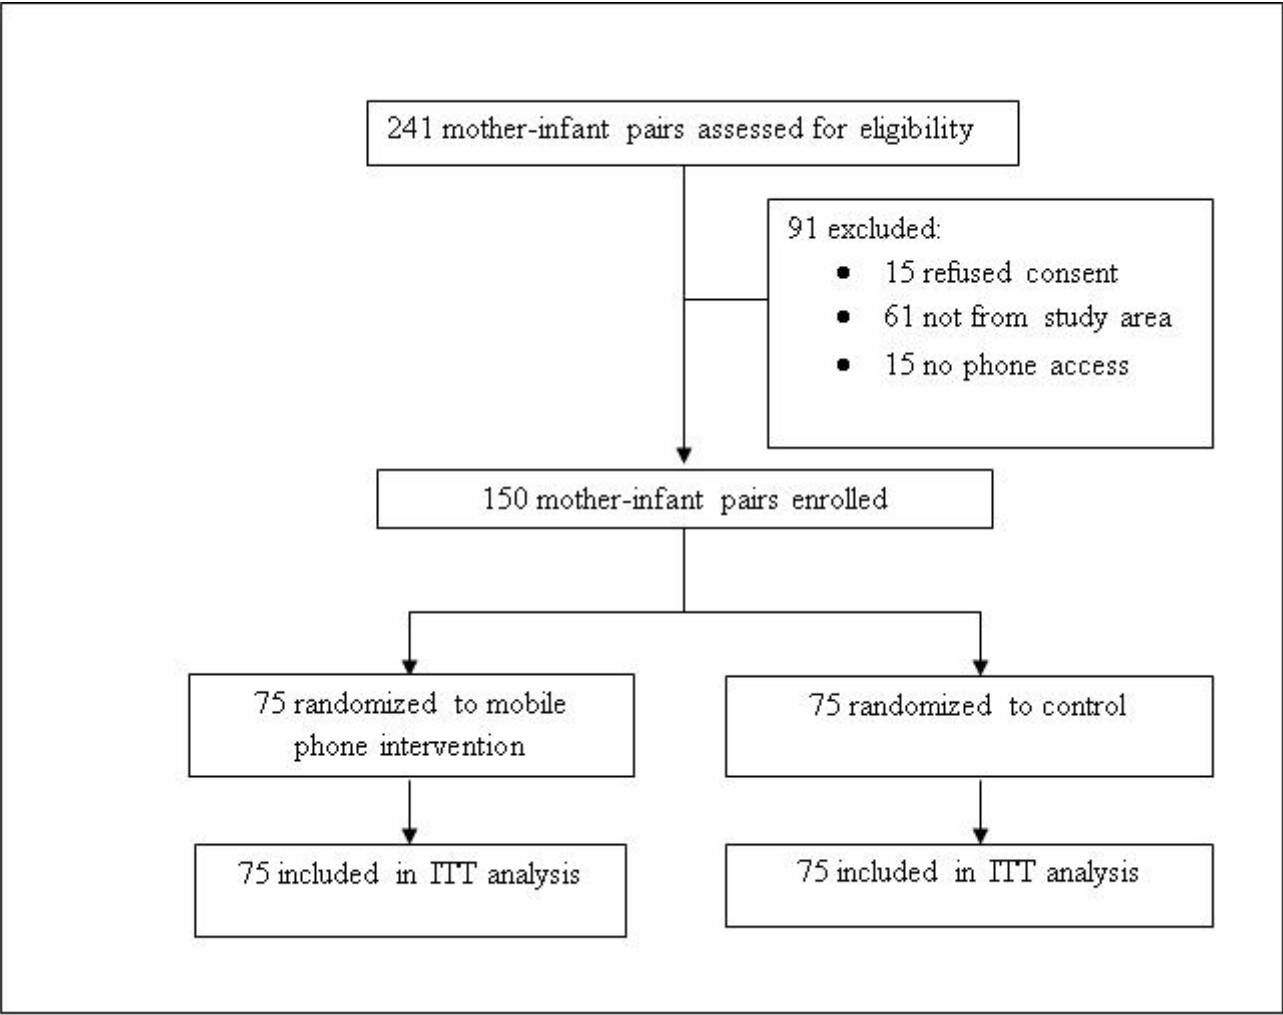 241 mother-infant pairs assessed for eligibility
91 excluded:
● 15 refused consent
● 61 not from study area
● 15 no phone access
150 mother-infant pairs enrolled
75 randomized to mobile
phone intervention
75 randomized to control
75 included in ITT analysis
75 included in ITT analysis